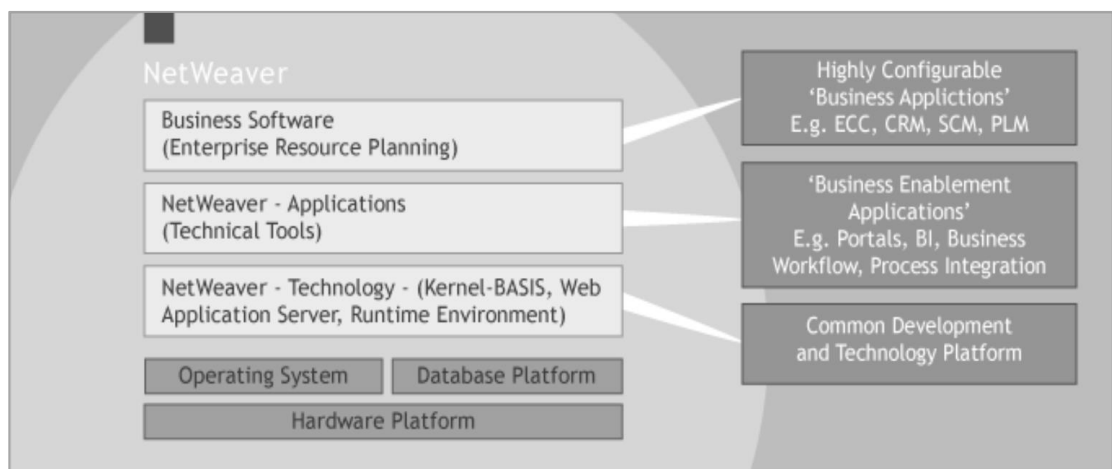 NetWeaver
Business Software
(Enterprise Resource Planning)
NetWeaver - Applications
(Technical Tools)
NetWeaver - Technology - (Kernel-BASIS, Web
Application Server, Runtime Environment)
Operating System
Database Platform
Hardware Platform
Highly Configurable
‘Business Applictions’
E.g. ECC, CRM, SCM, PLM
‘Business Enablement
Applications’
E.g. Portals, BI, Business
Workflow, Process Integration
Common Development
and Technology Platform